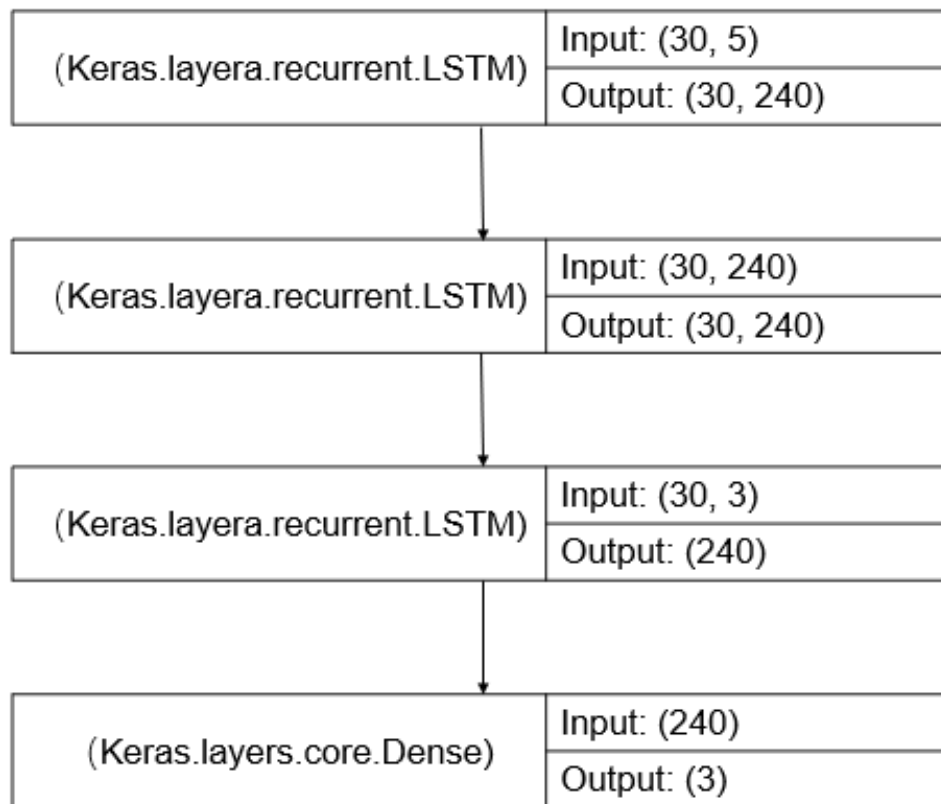 (Keras.layera.recurrent.LSTM)
Input: (30, 5)
Output: (30, 240)
(Keras.layera.recurrent.LSTM)
Input: (30, 240)
Output: (30, 240)
(Keras.layera.recurrent.LSTM)
Input: (30, 3)
Output: (240)
(Keras.layers.core.Dense)
Input: (240)
Output: (3)